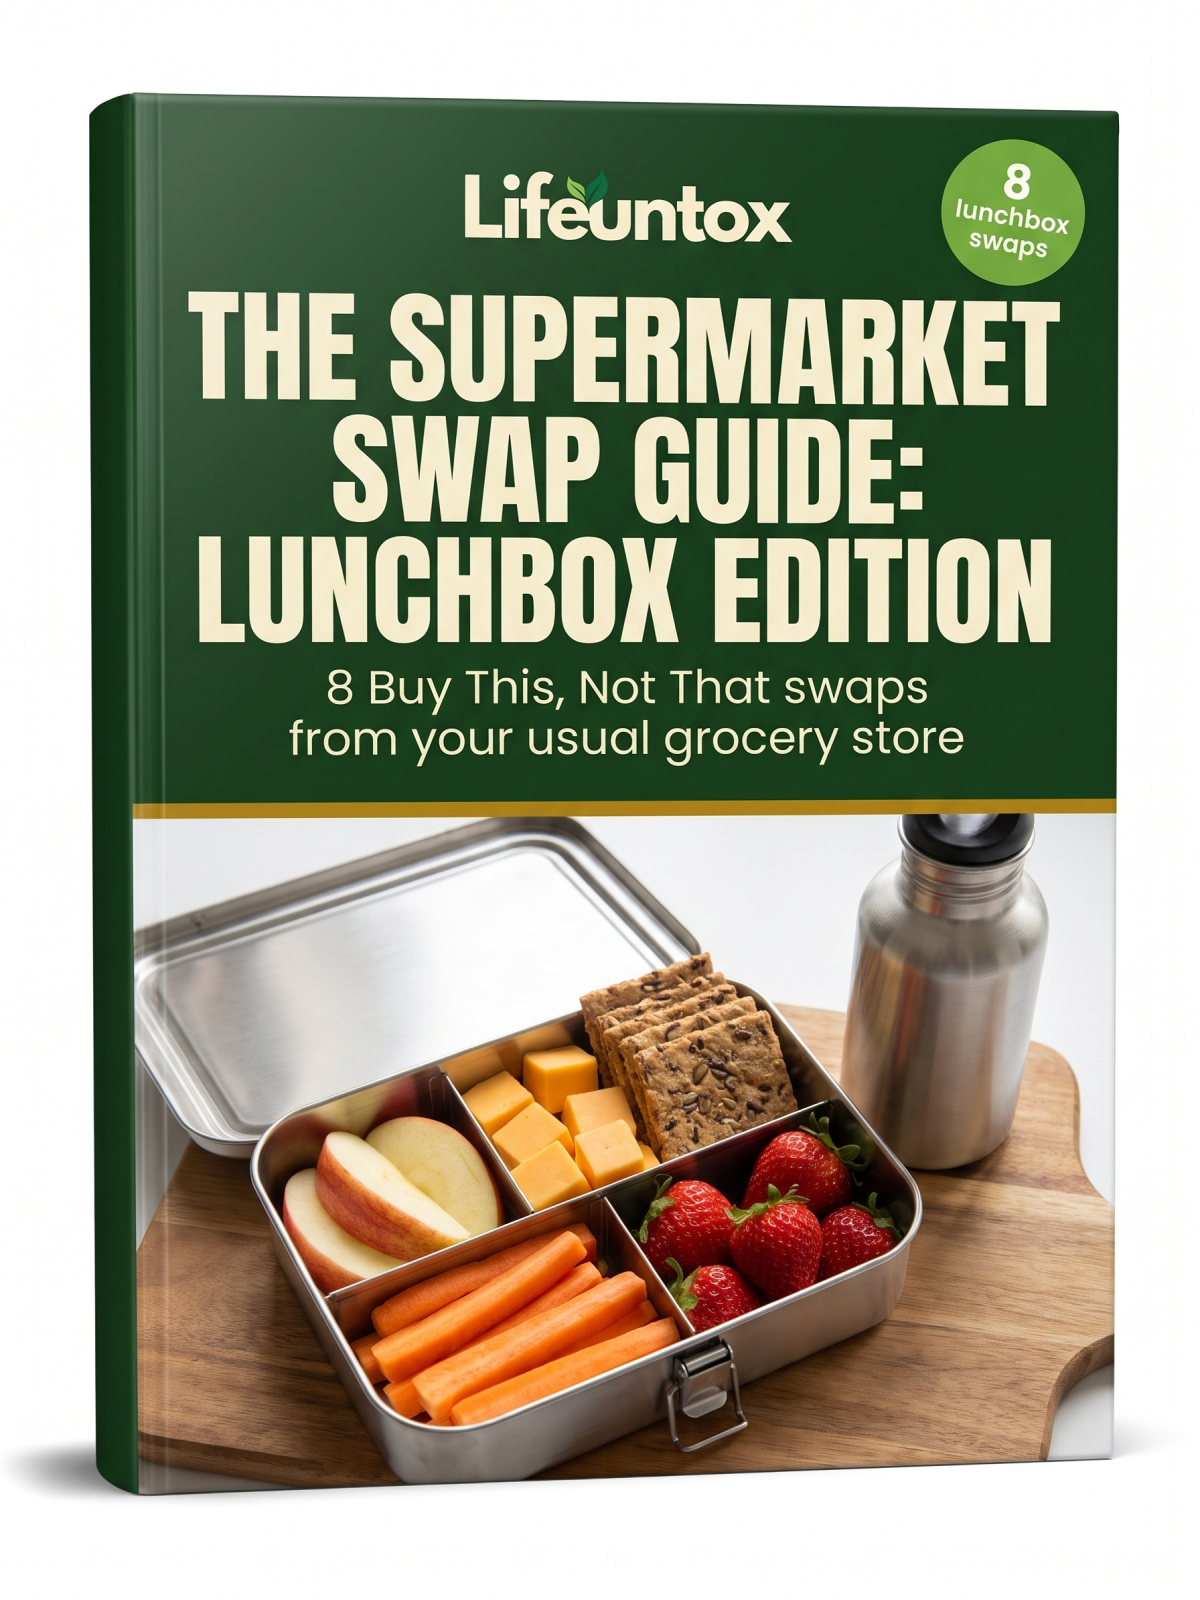 Lifeuntox
8
lunchbox
swaps
THE SUPERMARKET
SWAP GUIDE:
LUNCHBOX EDITION
8 Buy This, Not That swaps
from your usual grocery store